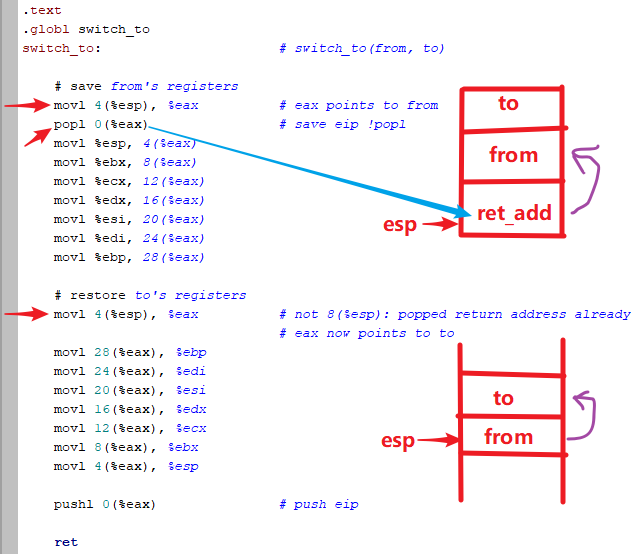 .text
.globl switch_to
switch_to: # switch_to(from, to)
# save from's registers
movl 4(%esp), %eax # eax points to from
popl 0(%eax) # save eip !popl
movl %esp, 4(%eax)
movl %ebx, 8(%eax)
movl %ecx, 12(%eax)
movl %edx, 16(%eax)
movl %esi, 20(%eax)
movl %edi, 24(%eax)
movl %ebp, 28(%eax)
to
from
ret_add
esp
# restore to's registers
movl 4(%esp), %eax # not 8(%esp): popped return address already
# eax now points to to
movl 28(%eax), %ebp
movl 24(%eax), %edi
movl 20(%eax), %esi
movl 16(%eax), %edx
movl 12(%eax), %ecx
movl 8(%eax), %ebx
movl 4(%eax), %esp
to
from
esp
pushl 0(%eax) # push eip
ret